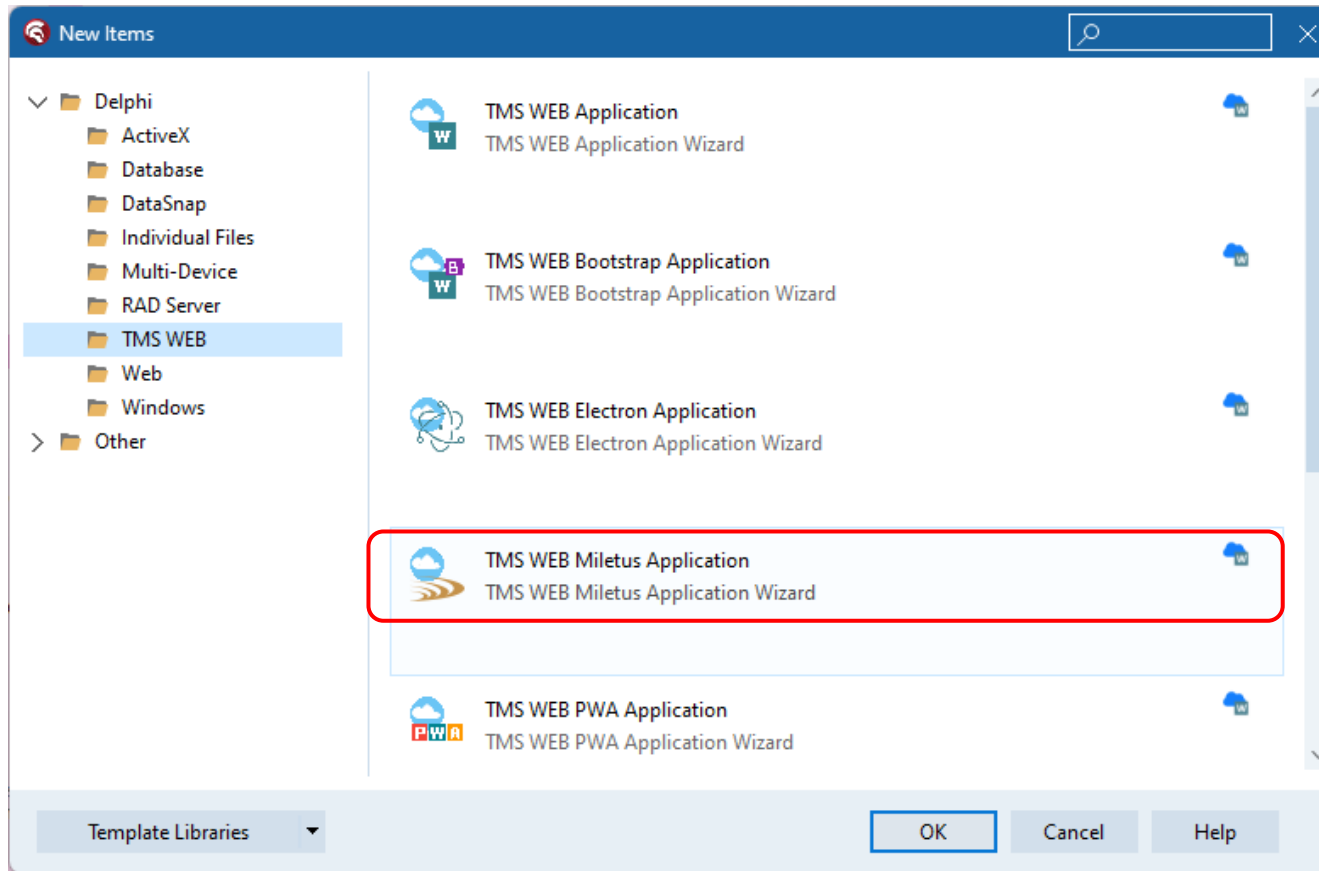 New Items
Delphi
ActiveX
Database
DataSnap
Individual Files
Multi-Device
RAD Server
TMS WEB
Web
Windows
Other
W
TMS WEB Application
TMS WEB Application Wizard
W
B
W
TMS WEB Bootstrap Application
TMS WEB Bootstrap Application Wizard
W
TMS WEB Electron Application
TMS WEB Electron Application Wizard
W
TMS WEB Miletus Application
TMS WEB Miletus Application Wizard
W
PWA
TMS WEB PWA Application
TMS WEB PWA Application Wizard
W
Template Libraries
OK
Cancel
Help